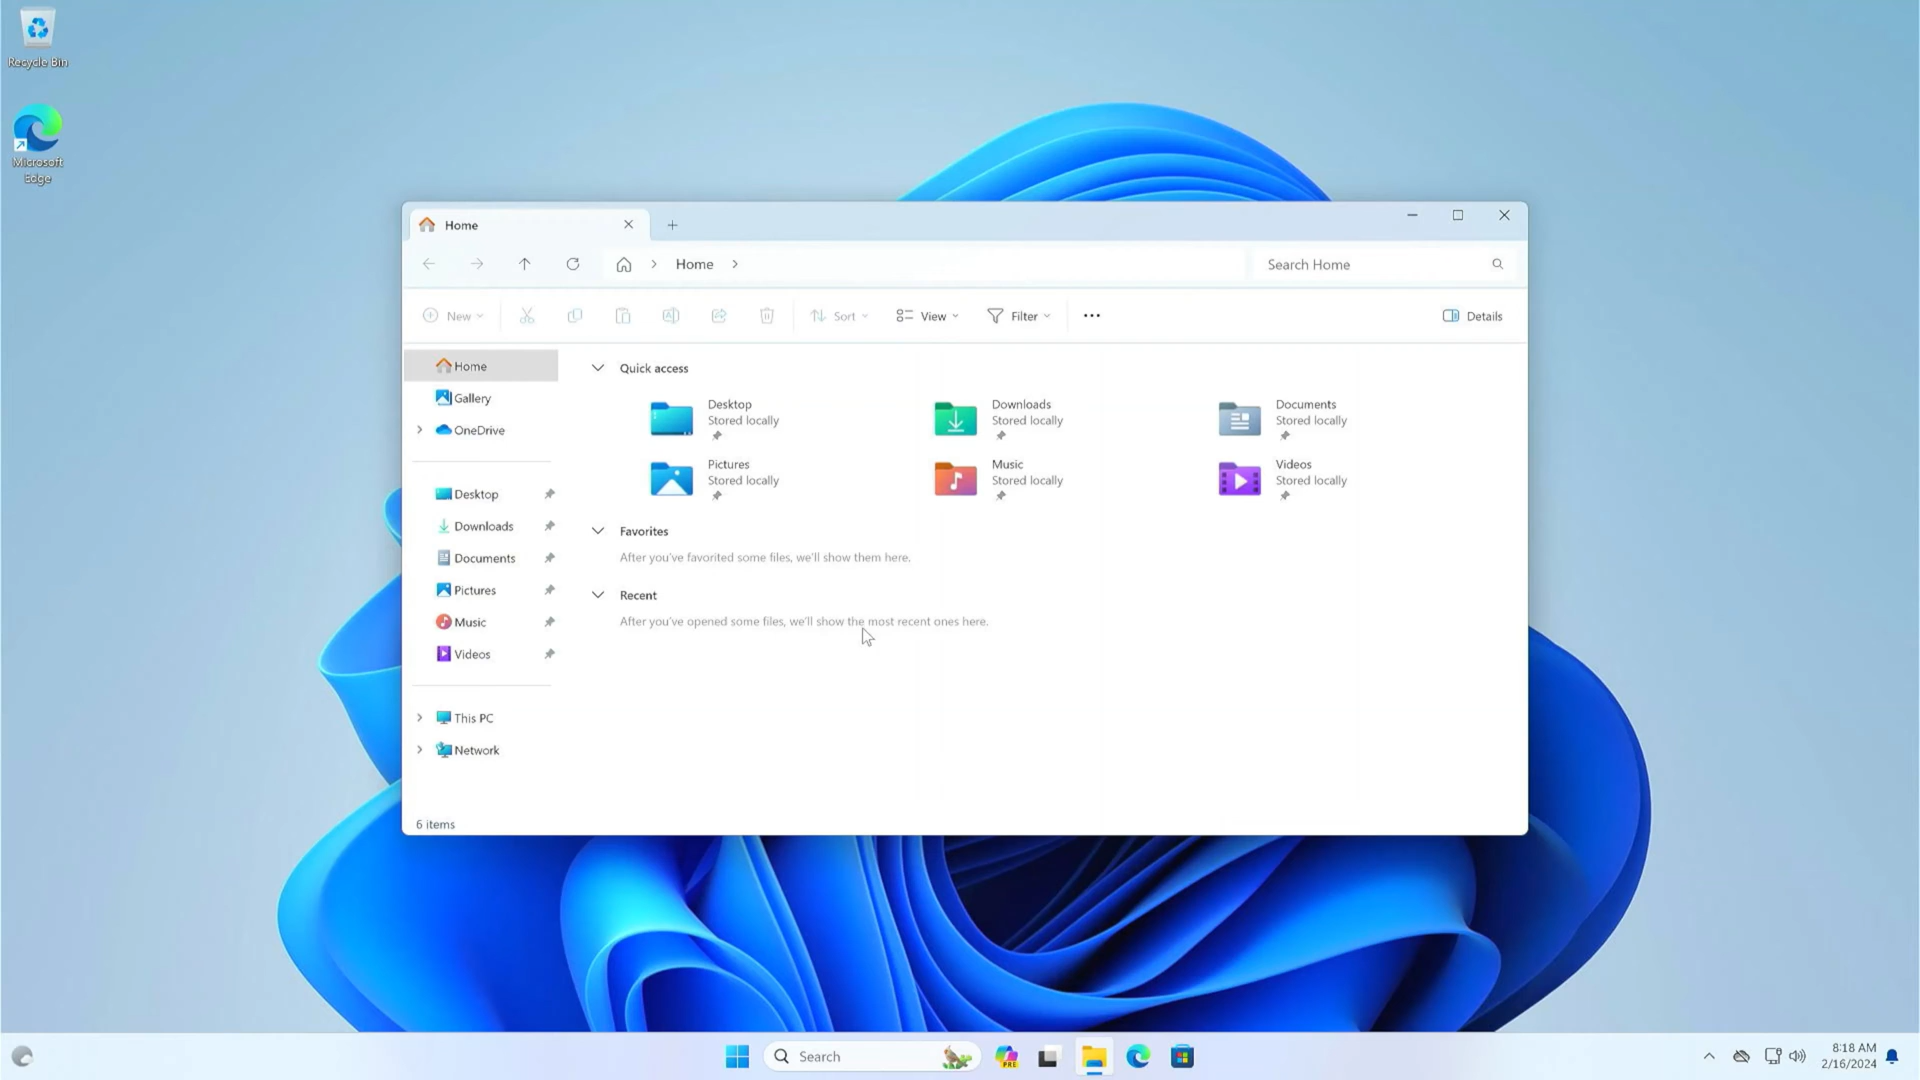 Recycle Bin
Microsoft
Edge
Home
Home
Search Home
New
Sort
View
Filter
Details
Home
Gallery
OneDrive
Desktop
Downloads
Documents
Pictures
Music
Videos
This PC
Network
Quick access
Desktop
Stored locally
Downloads
Stored locally
Documents
Stored locally
Pictures
Stored locally
Music
Stored locally
Videos
Stored locally
Favorites
After you've favorited some files, we'll show them here.
Recent
After you've opened some files, we'll show the most recent ones here.
6 items
Search
PRE
8:18 AM
2/16/2024